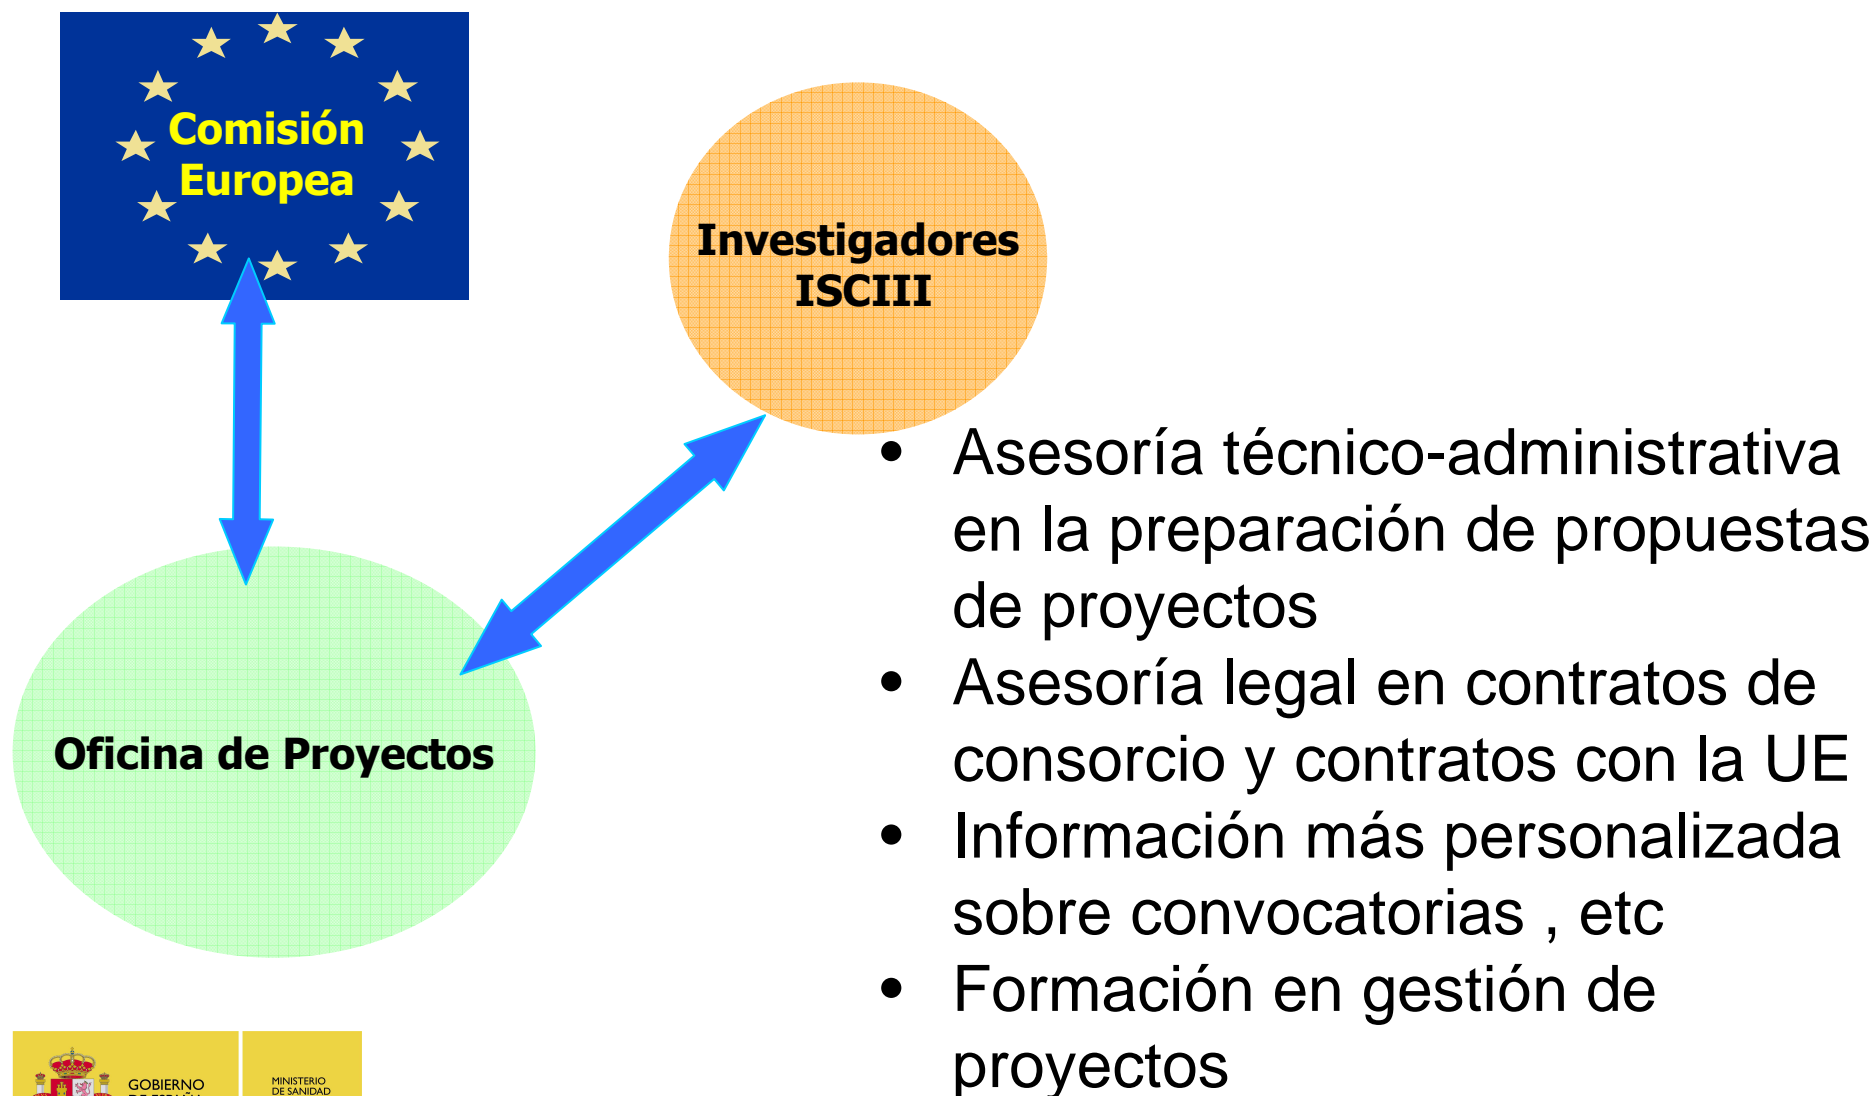 Comisión
Europea
Investigadores
ISCIII
Oficina de Proyectos
• Asesoría técnico-administrativa
en la preparación de propuestas
de proyectos
• Asesoría legal en contratos de
consorcio y contratos con la UE
• Información más personalizada
sobre convocatorias , etc
• Formación en gestión de
proyectos
GOBIERNO
DE ESPAÑA
MINISTERIO
DE SANIDAD